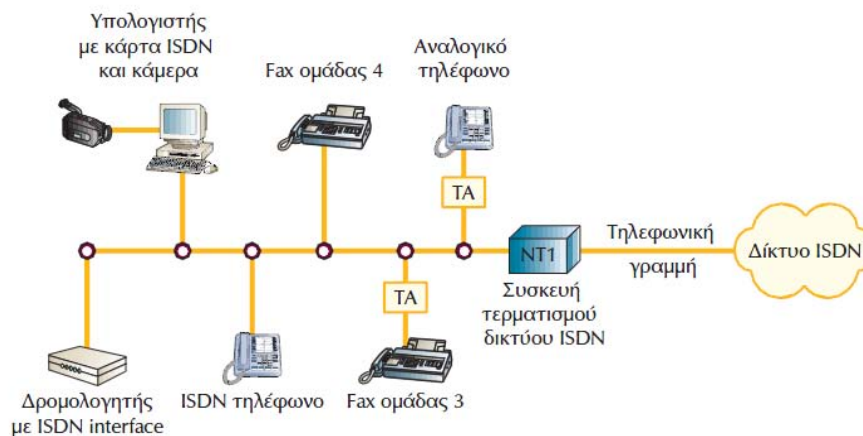 Υπολογιστής
με κάρτα ISDN
και κάμερα
Fax ομάδας 4
Αναλογικό
τηλέφωνο
TA
NT1
Τηλεφωνική
γραμμή
Δίκτυο ISDN
TA
Συσκευή
τερματισμού
δικτύου ISDN
Δρομολογητής
με ISDN interface
ISDN τηλέφωνο
Fax ομάδας 3